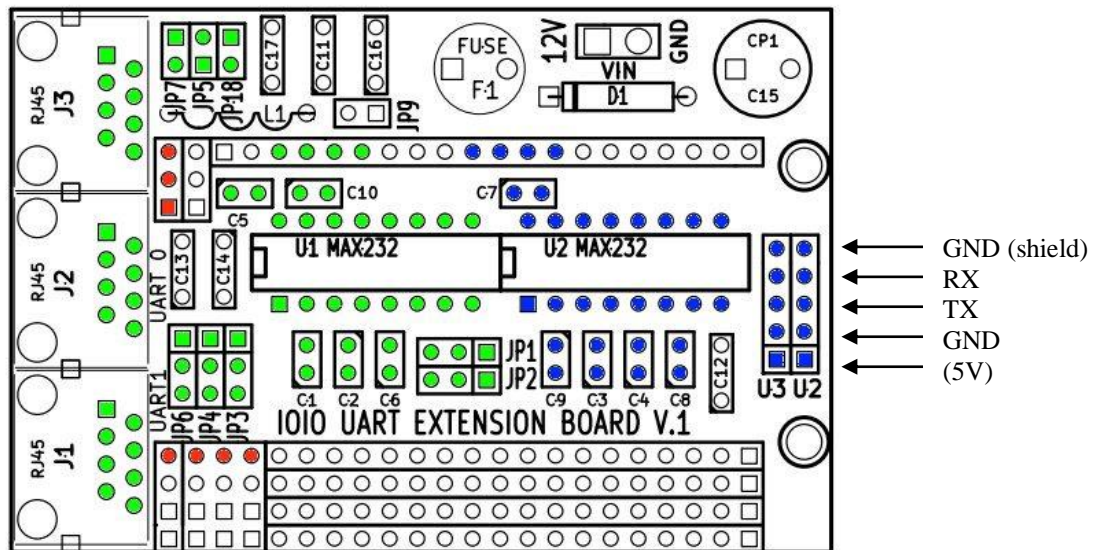 RJ45
J3
JP7
JP5
JP18
C17
C11
C16
L1
JP9
FUSE
F1
12V
GND
VIN
D1
CP1
C15
C5
C10
C7
RJ45
J2
UART 0
C13
C14
U1 MAX232
U2 MAX232
GND (shield)
RX
TX
GND
(5V)
U3 U2
RJ45
J1
UART1
JP6
JP4
JP3
C1
C2
C6
JP1
JP2
C9
C3
C4
C8
C12
IOIO UART EXTENSION BOARD V.1